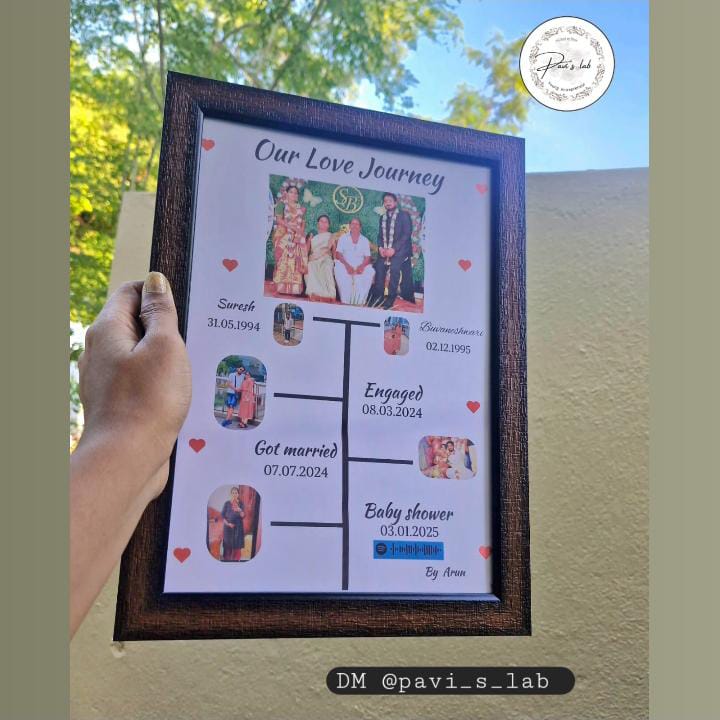 Pavi's lab
Our Love Journey
SB
Suresh
31.05.1994
Buvaneshwari
02.12.1995
Engaged
08.03.2024
Got married
07.07.2024
Baby shower
03.01.2025
By Arun
DM @pavi_s_lab